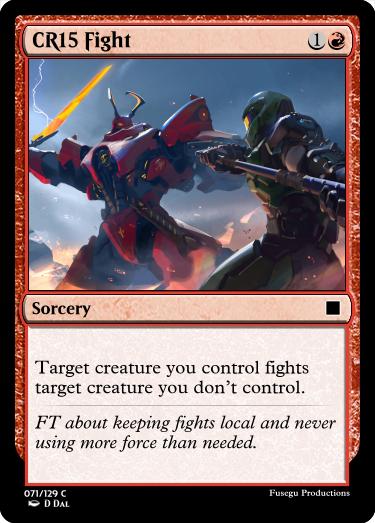 CR15 Fight 1
Sorcery
Target creature you control fights
target creature you don't control.
FT about keeping fights local and never
using more force than needed.
071/129 C
D DAL
Fusegu Productions